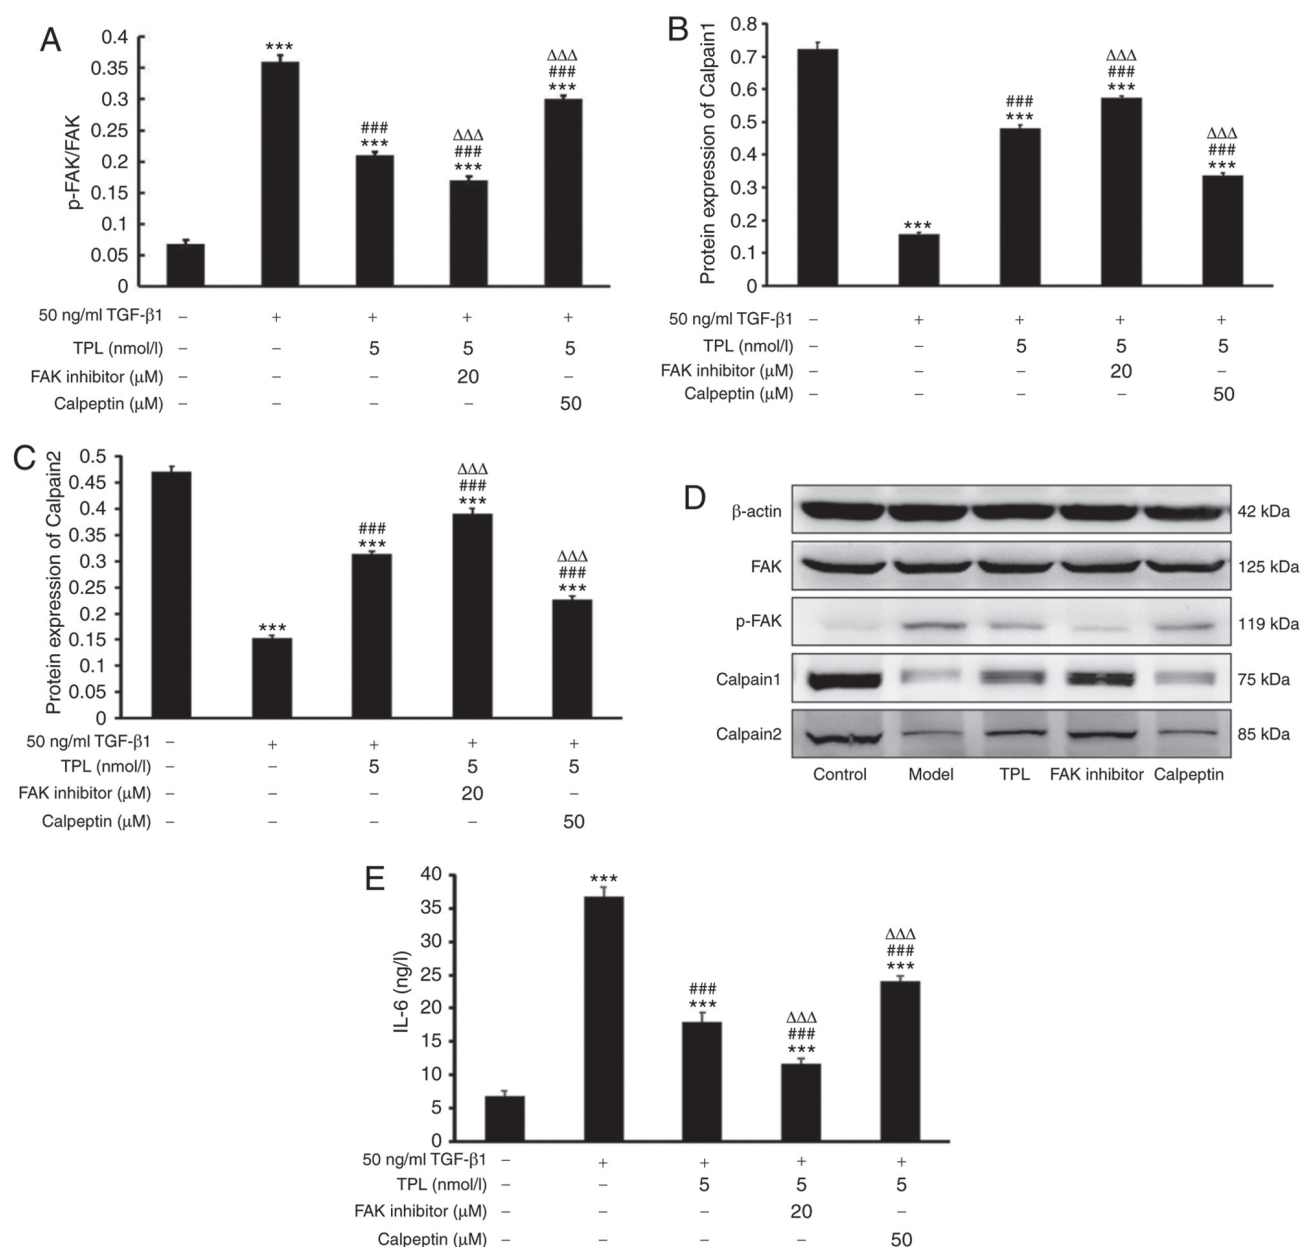 A
p-FAK/FAK
0.4
0.35
0.3
0.25
0.2
0.15
0.1
0.05
0
***
###
***
ΔΔΔ
###
***
ΔΔΔ
###
***
50 ng/ml TGF-β1 – + + + +
TPL (nmol/l) – – 5 5 5
FAK inhibitor (μM) – – – 20 –
Calpeptin (μM) – – – – 50
B
Protein expression of Calpain1
0.8
0.7
0.6
0.5
0.4
0.3
0.2
0.1
0
***
###
***
ΔΔΔ
###
***
ΔΔΔ
###
***
50 ng/ml TGF-β1 – + + + +
TPL (nmol/l) – – 5 5 5
FAK inhibitor (μM) – – – 20 –
Calpeptin (μM) – – – – 50
C
Protein expression of Calpain2
0.5
0.45
0.4
0.35
0.3
0.25
0.2
0.15
0.1
0.05
0
***
###
***
ΔΔΔ
###
***
ΔΔΔ
###
***
50 ng/ml TGF-β1 – + + + +
TPL (nmol/l) – – 5 5 5
FAK inhibitor (μM) – – – 20 –
Calpeptin (μM) – – – – 50
D
β-actin 42 kDa
FAK 125 kDa
p-FAK 119 kDa
Calpain1 75 kDa
Calpain2 85 kDa
Control Model TPL FAK inhibitor Calpeptin
E
IL-6 (ng/l)
40
35
30
25
20
15
10
5
0
***
###
***
ΔΔΔ
###
***
ΔΔΔ
###
***
50 ng/ml TGF-β1 – + + + +
TPL (nmol/l) – – 5 5 5
FAK inhibitor (μM) – – – 20 –
Calpeptin (μM) – – – – 50